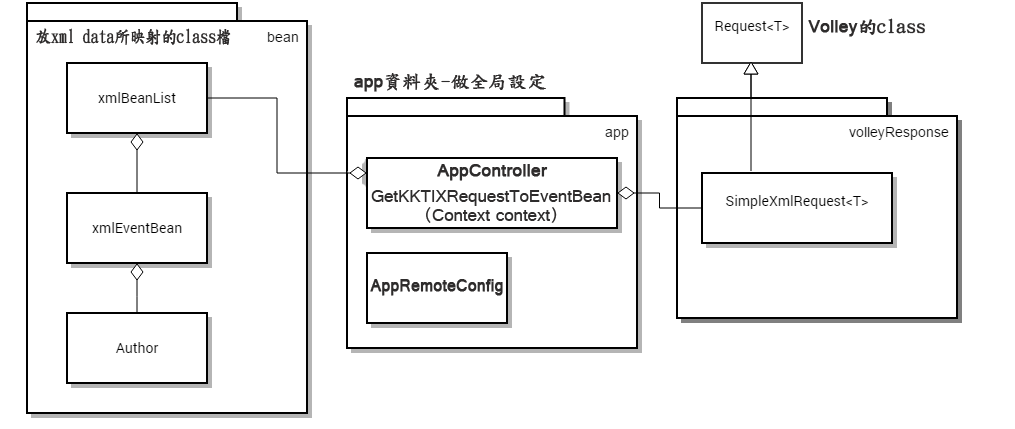 放xml data所映射的class檔
bean
xmlBeanList
xmlEventBean
Author
app資料夾-做全局設定
app
AppController
GetKKTIXRequestToEventBean
(Context context)
AppRemoteConfig
Request<T>
Volley的class
volleyResponse
SimpleXmlRequest<T>